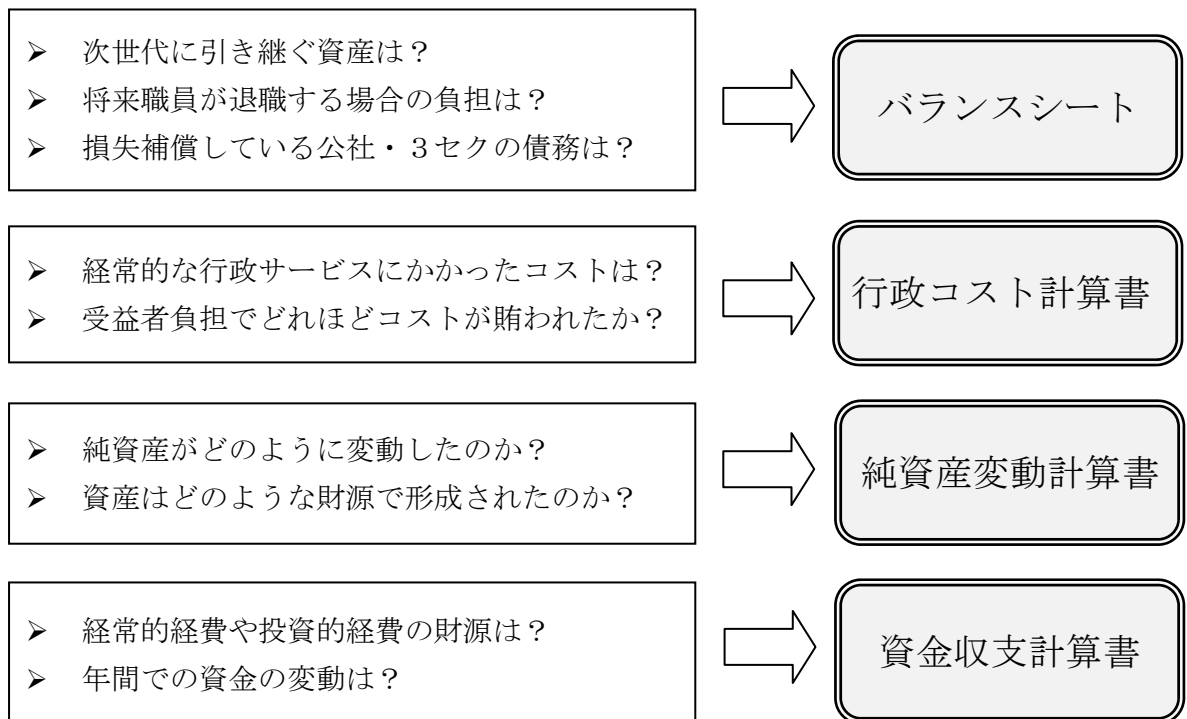 ➢ 次世代に引き継ぐ資産は？
➢ 将来職員が退職する場合の負担は？
➢ 損失補償している公社・３セクの債務は？
バランスシート
➢ 経常的な行政サービスにかかったコストは？
➢ 受益者負担でどれほどコストが賄われたか？
行政コスト計算書
➢ 純資産がどのように変動したのか？
➢ 資産はどのような財源で形成されたのか？
純資産変動計算書
➢ 経常的経費や投資的経費の財源は？
➢ 年間での資金の変動は？
資金収支計算書